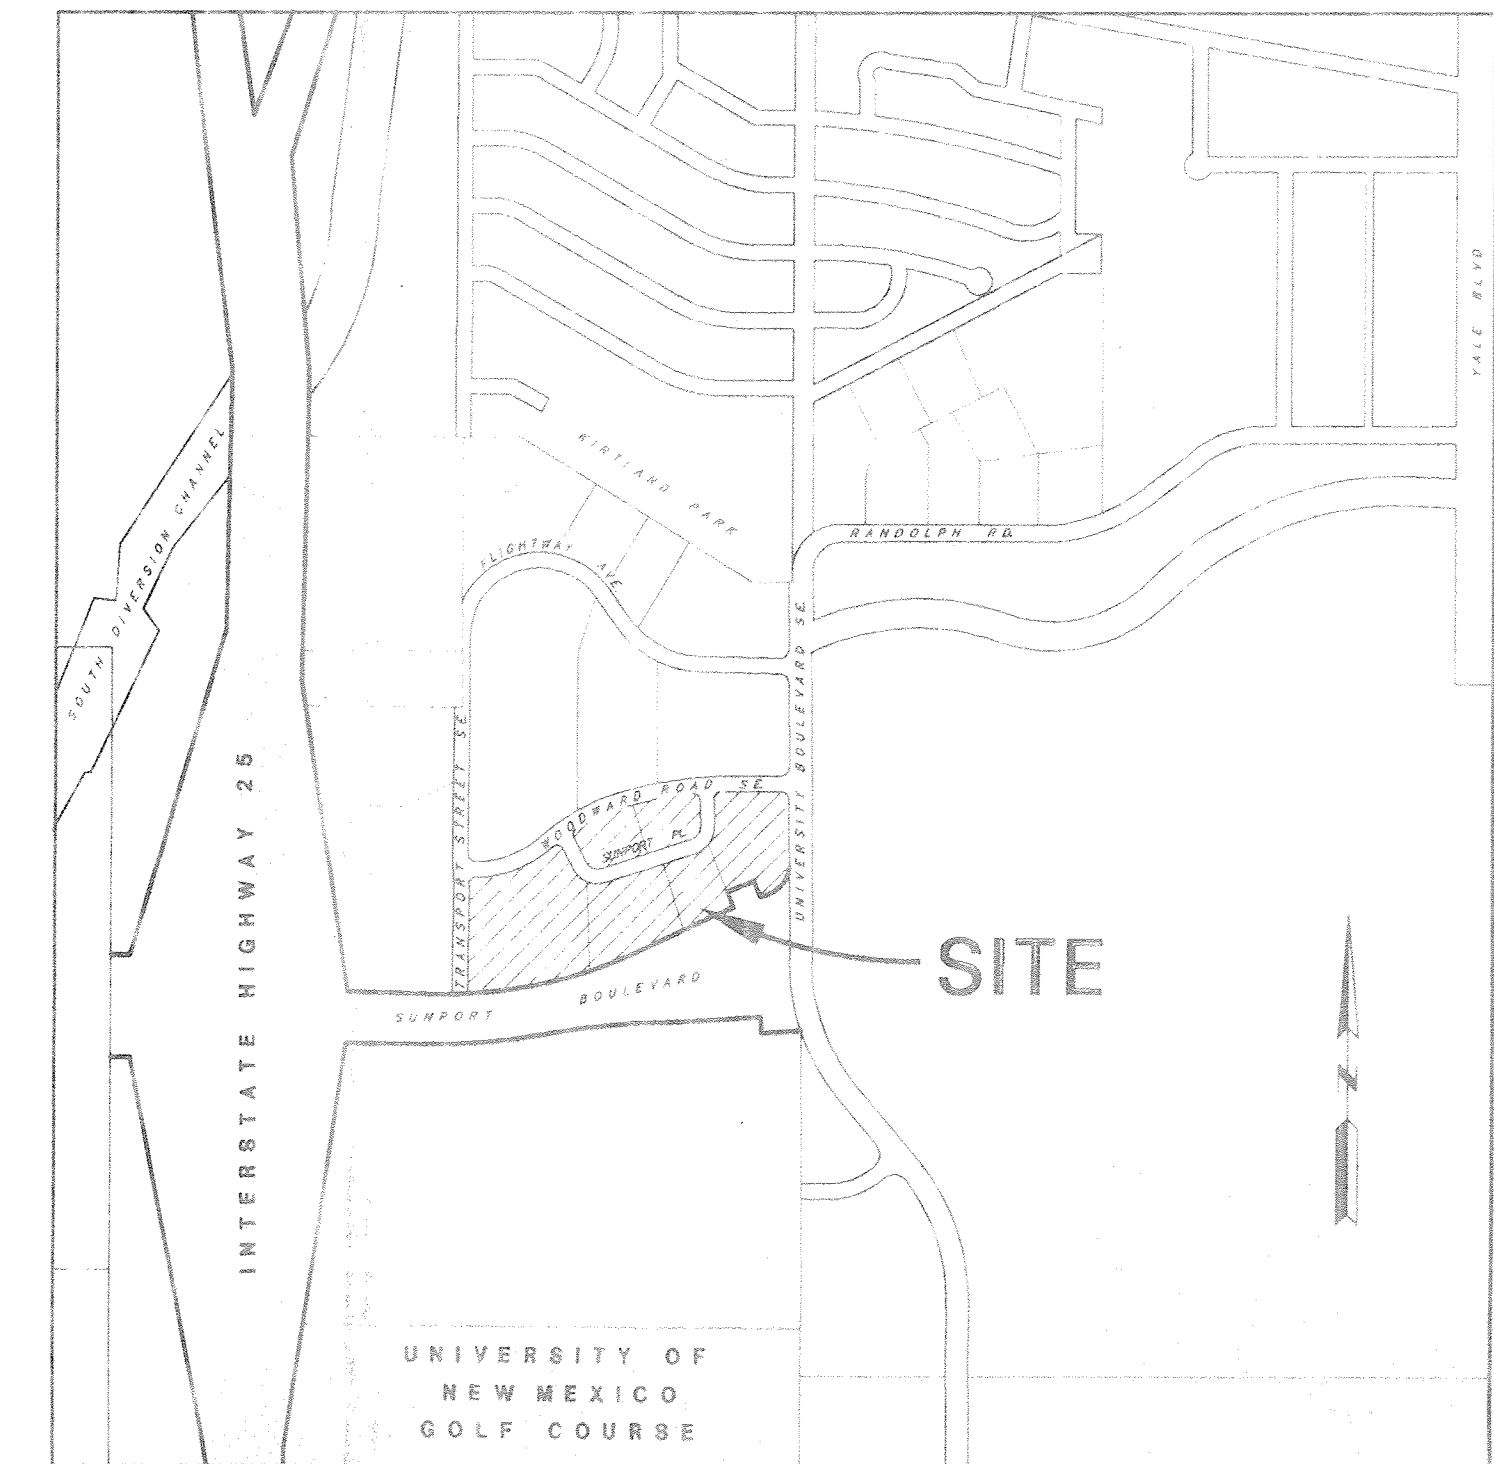 YALE BLVD
KIRTLAND PARK
SOUTH DIVERSION CHANNEL
RANDOLPH RD.
FLIGHTWAY AVE.
INTERSTATE HIGHWAY 25
TRANSPORT STREET SE
UNIVERSITY BOULEVARD SE
WOODWARD ROAD SE
SUNPORT PL.
SITE
SUNPORT BOULEVARD
N
UNIVERSITY OF
NEW MEXICO
GOLF COURSE